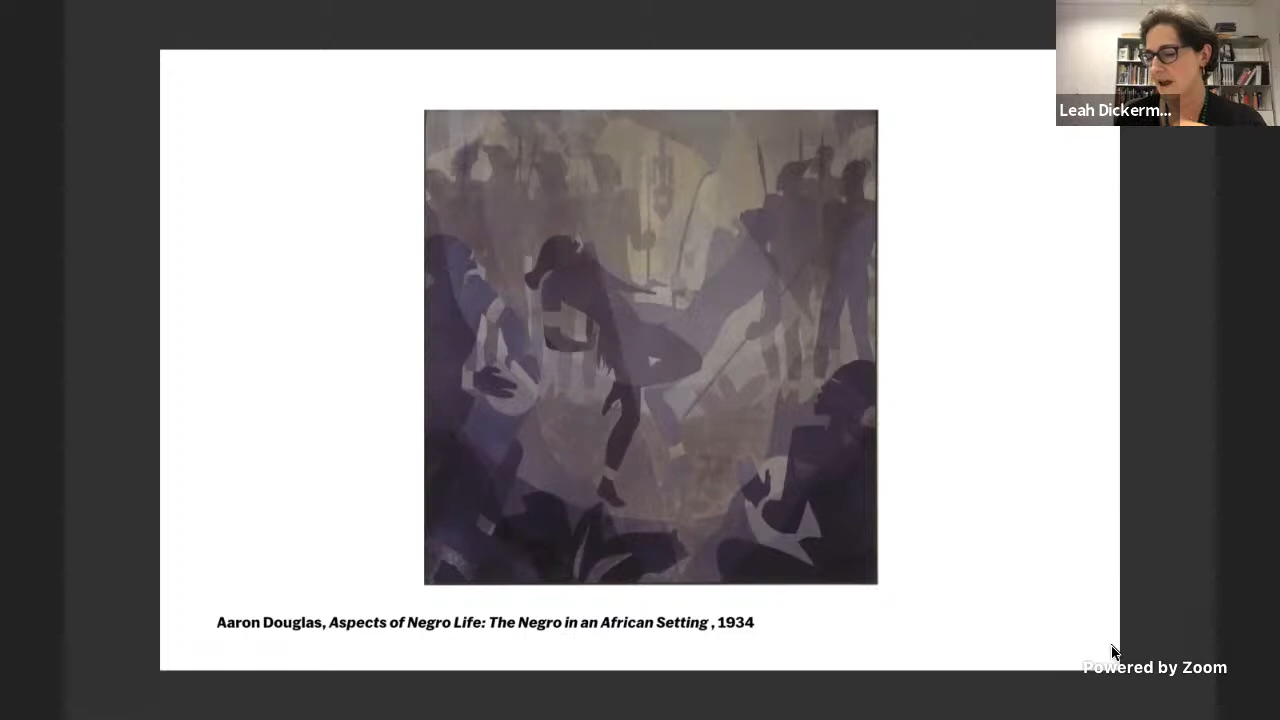 Leah Dickerm...
Aaron Douglas, Aspects of Negro Life: The Negro in an African Setting , 1934
Powered by Zoom